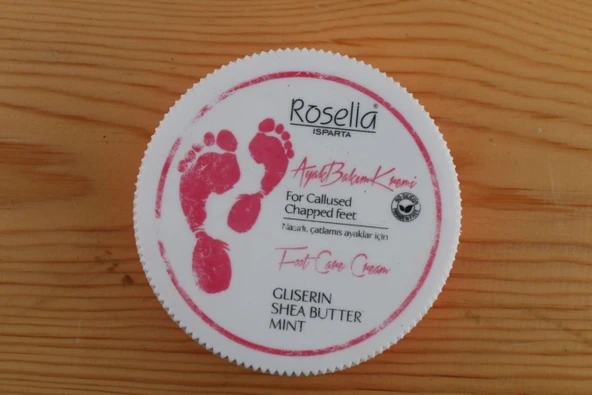 Rosella®
ISPARTA
Ayak Bakım Kremi
For Callused
Chapped feet
Nasırlı, çatlamış ayaklar için
Foot Care Cream
GLISERIN
SHEA BUTTER
MINT